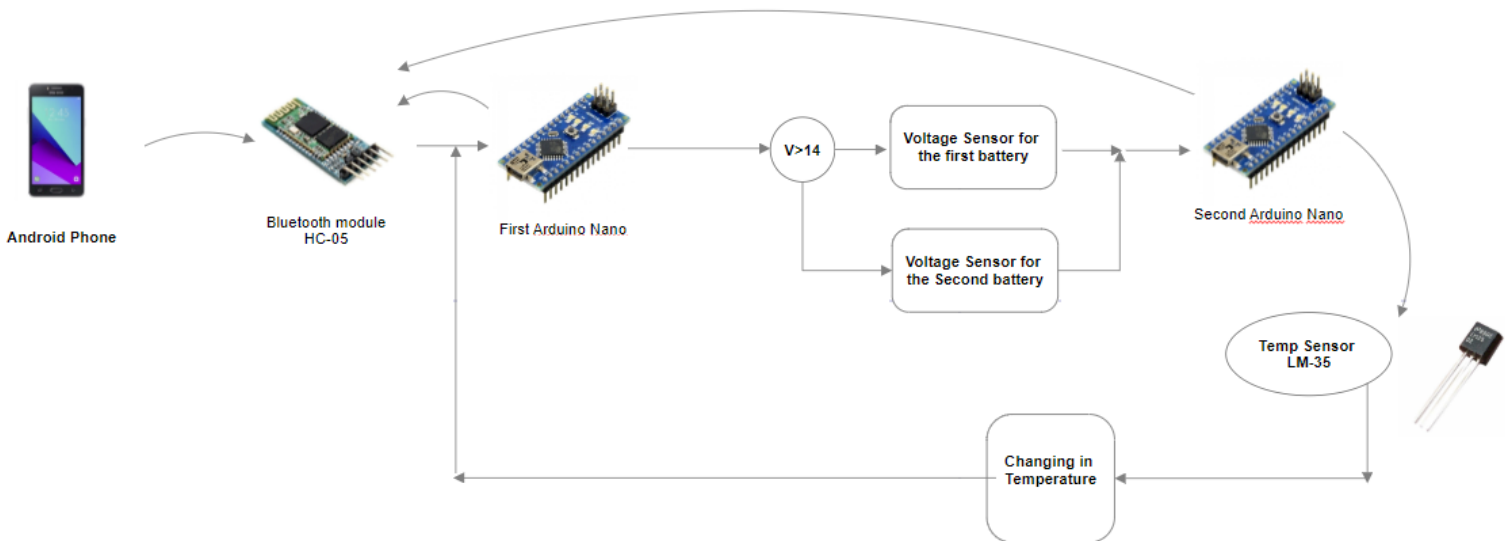 Android Phone
Bluetooth module
HC-05
First Arduino Nano
V>14
Voltage Sensor for
the first battery
Voltage Sensor for
the Second battery
Second Arduino Nano
Temp Sensor
LM-35
Changing in
Temperature